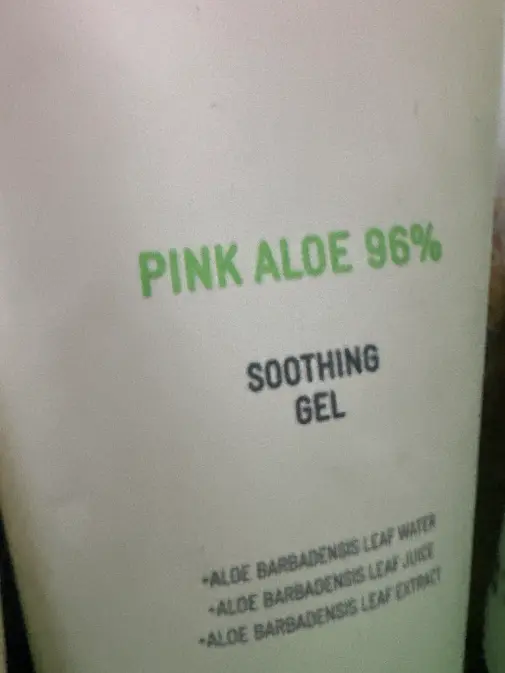 PINK ALOE 96%
SOOTHING
GEL
•ALOE BARBADENSIS LEAF WATER
•ALOE BARBADENSIS LEAF JUICE
•ALOE BARBADENSIS LEAF EXTRACT